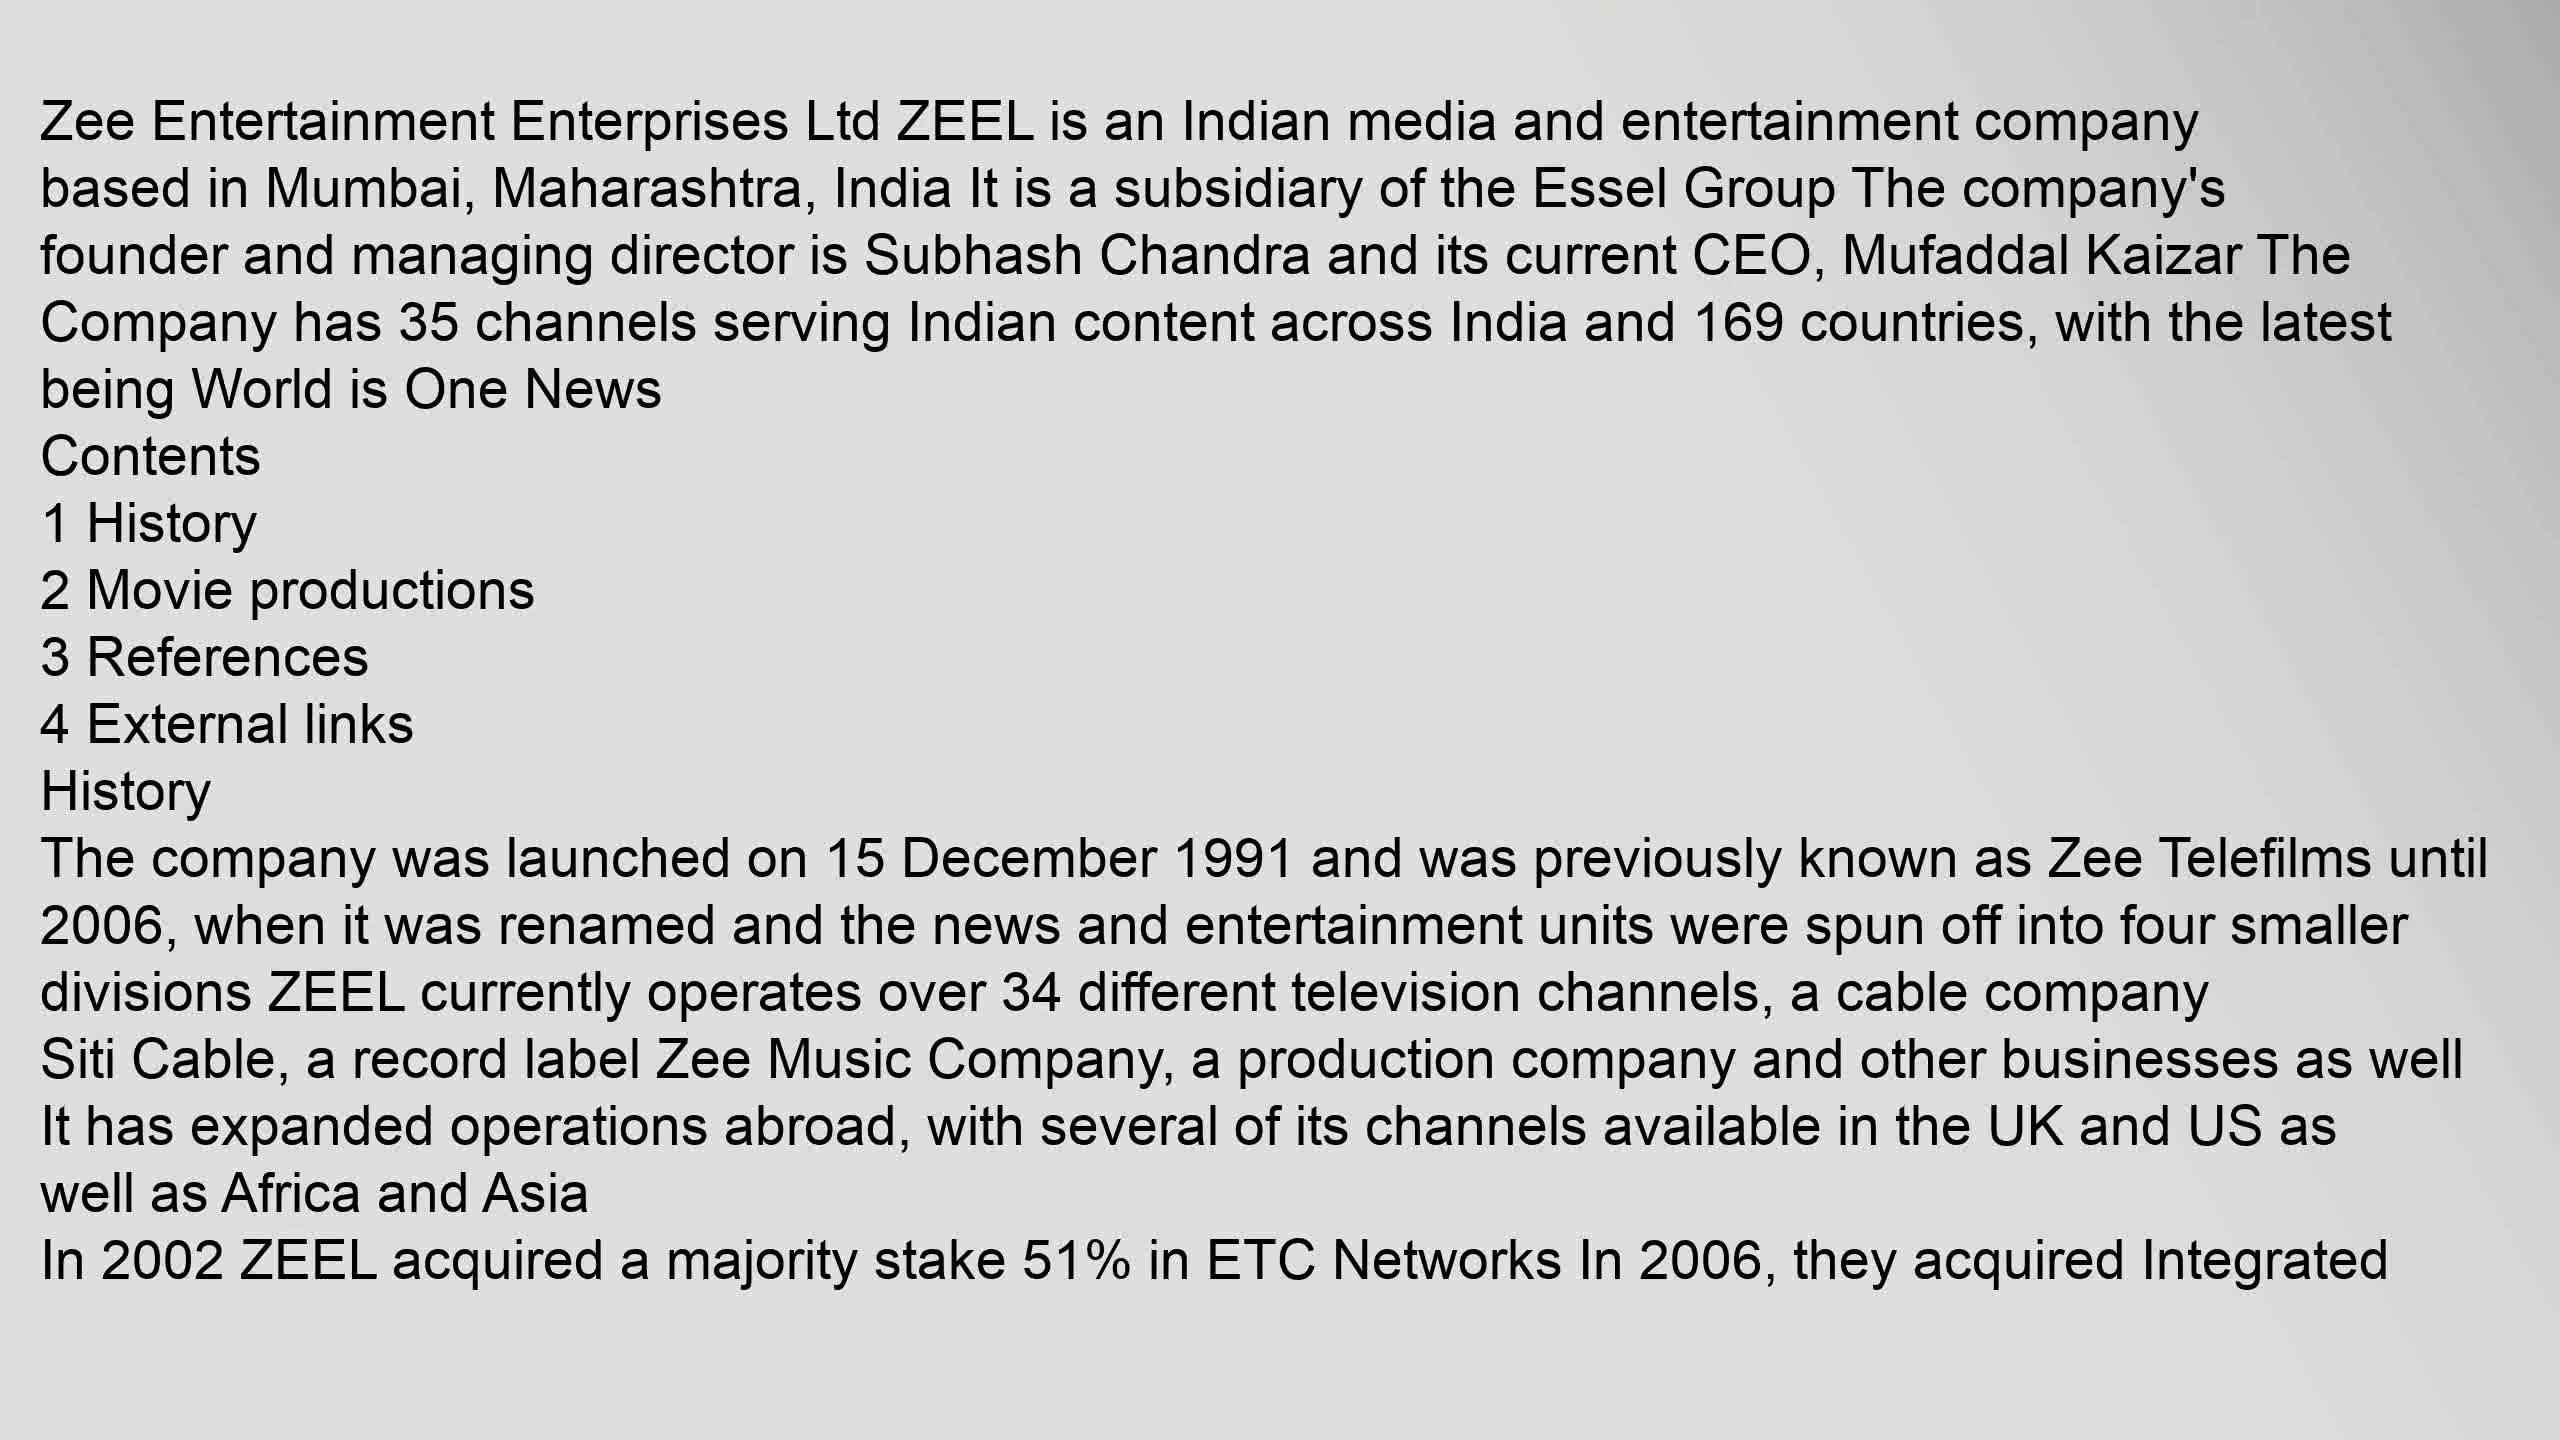 Zee Entertainment Enterprises Ltd ZEEL is an Indian media and entertainment company
based in Mumbai, Maharashtra, India It is a subsidiary of the Essel Group The company's
founder and managing director is Subhash Chandra and its current CEO, Mufaddal Kaizar The
Company has 35 channels serving Indian content across India and 169 countries, with the latest
being World is One News
Contents
1 History
2 Movie productions
3 References
4 External links
History
The company was launched on 15 December 1991 and was previously known as Zee Telefilms until
2006, when it was renamed and the news and entertainment units were spun off into four smaller
divisions ZEEL currently operates over 34 different television channels, a cable company
Siti Cable, a record label Zee Music Company, a production company and other businesses as well
It has expanded operations abroad, with several of its channels available in the UK and US as
well as Africa and Asia
In 2002 ZEEL acquired a majority stake 51% in ETC Networks In 2006, they acquired Integrated